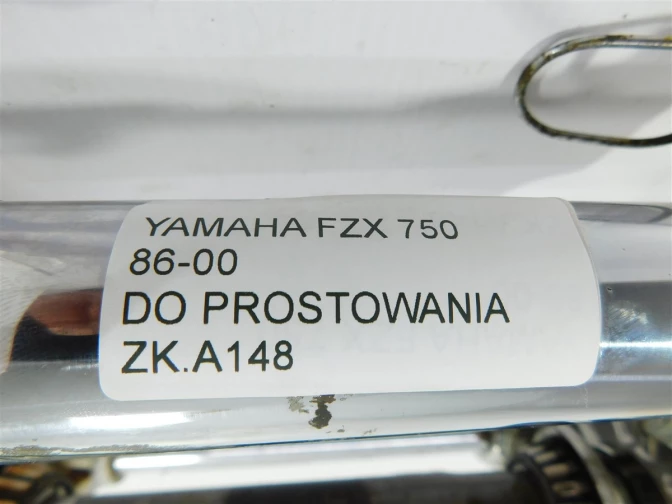 YAMAHA FZX 750
86-00
DO PROSTOWANIA
ZK.A148